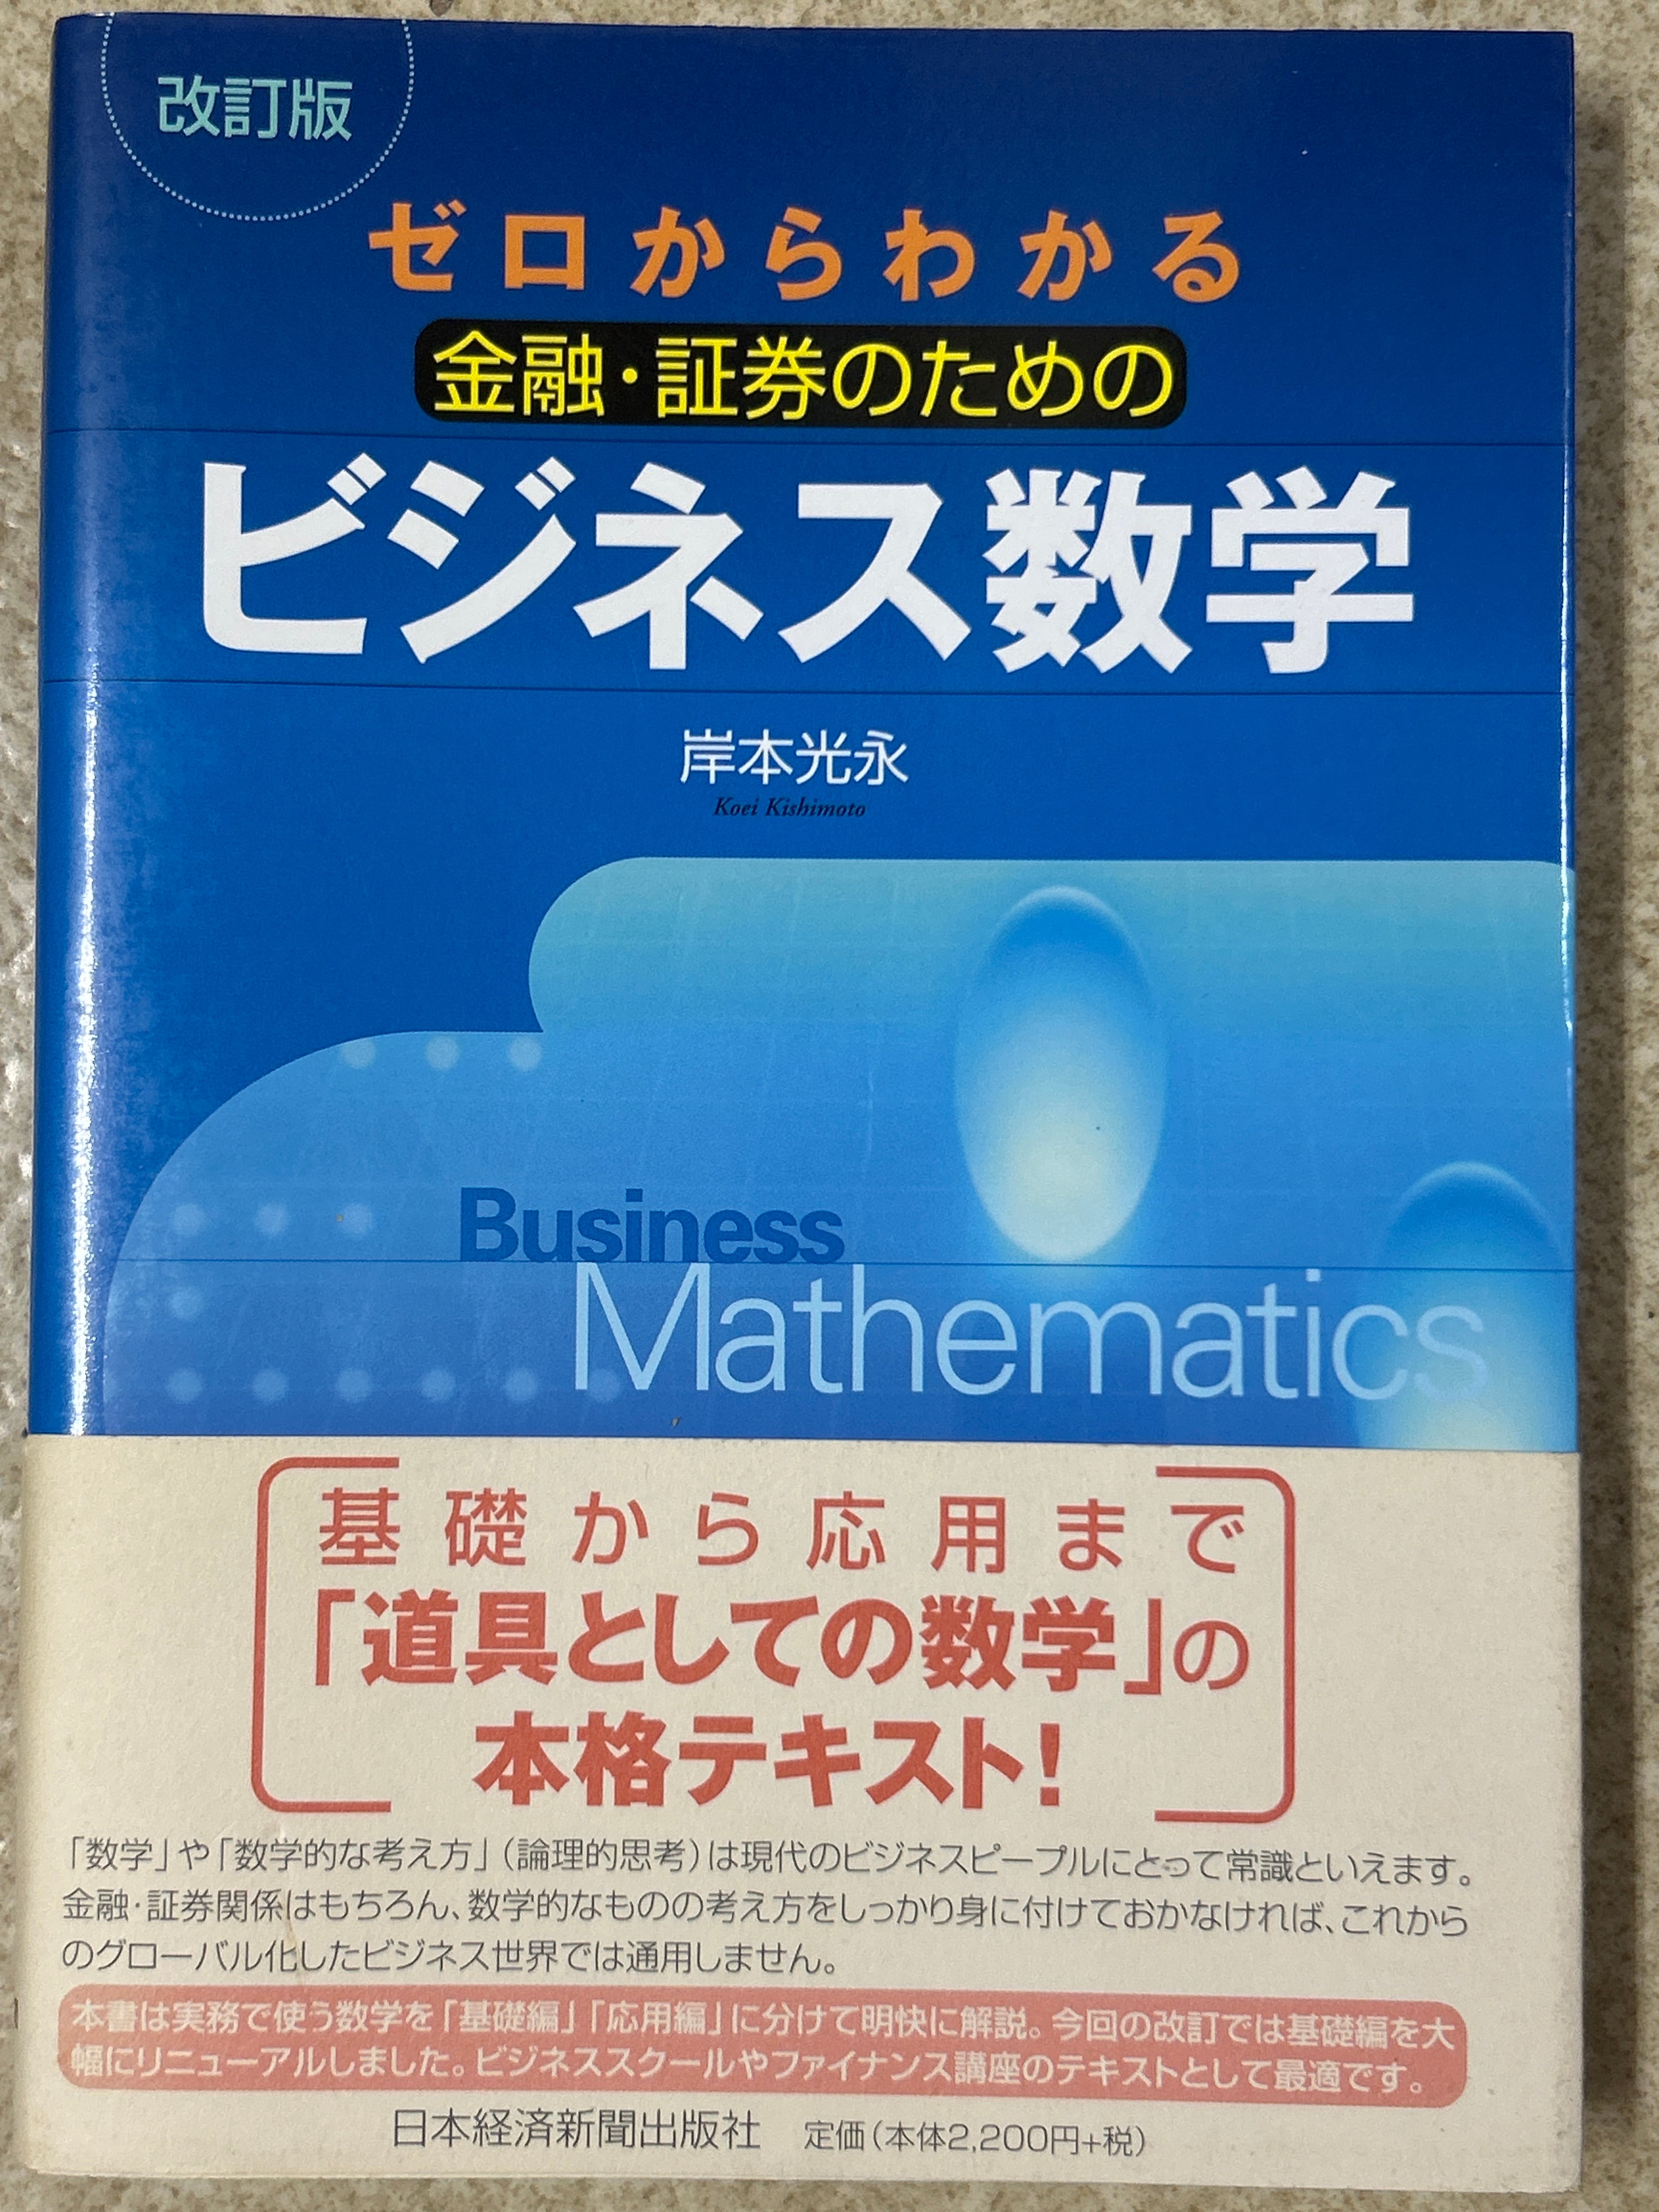 改訂版
ゼロからわかる
金融・証券のための
ビジネス数学
岸本光永
Koei Kishimoto
Business
Mathematics
基礎から応用まで
「道具としての数学」の
本格テキスト!
「数学」や「数学的な考え方」(論理的思考)は現代のビジネスピープルにとって常識といえます。
金融・証券関係はもちろん、数学的なものの考え方をしっかり身に付けておかなければ、これから
のグローバル化したビジネス世界では通用しません。
本書は実務で使う数学を「基礎編」「応用編」に分けて明快に解説。今回の改訂では基礎編を大
幅にリニューアルしました。ビジネススクールやファイナンス講座のテキストとして最適です。
日本経済新聞出版社 定価(本体2,200円+税)